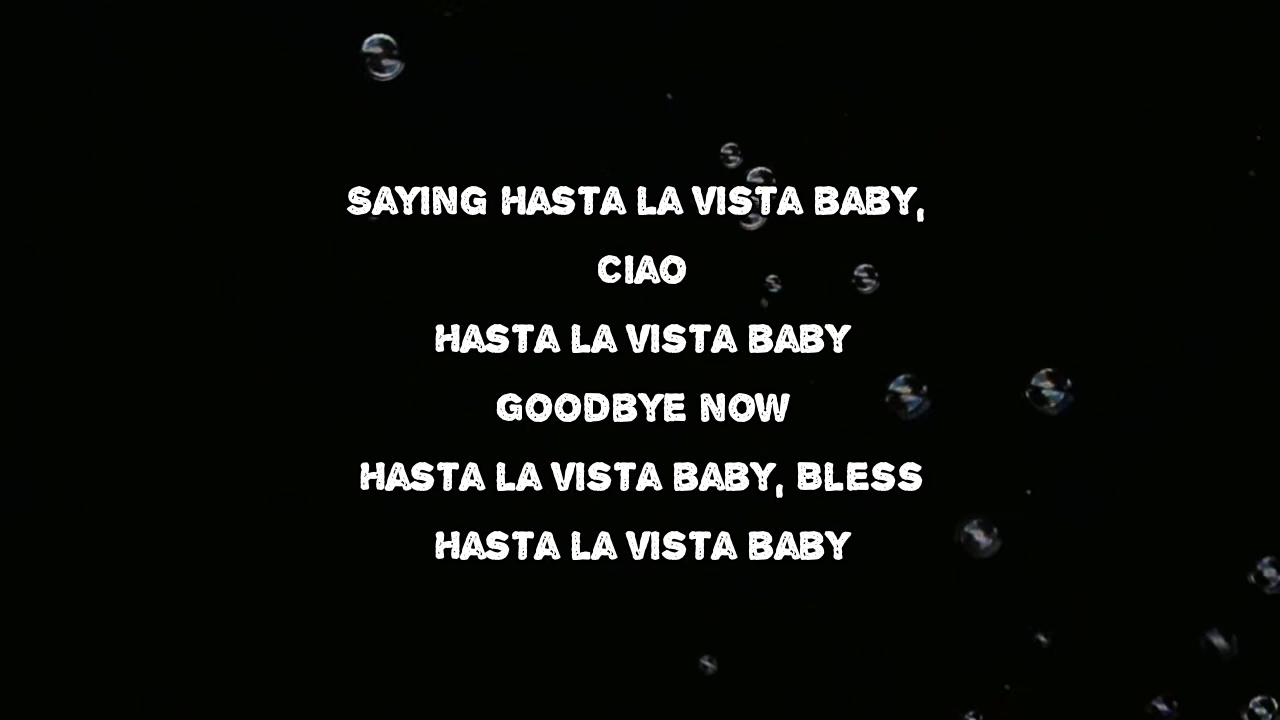 SAYING HASTA LA VISTA BABY,
CIAO
HASTA LA VISTA BABY
GOODBYE NOW
HASTA LA VISTA BABY, BLESS
HASTA LA VISTA BABY